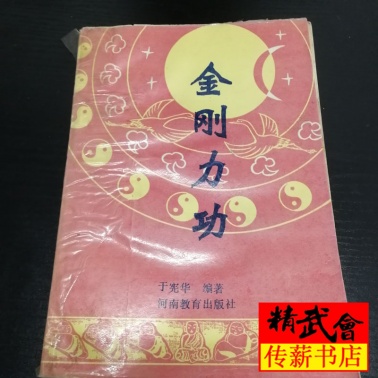 金刚力功
于宪华 编著
河南教育出版社
精武會
传薪书店